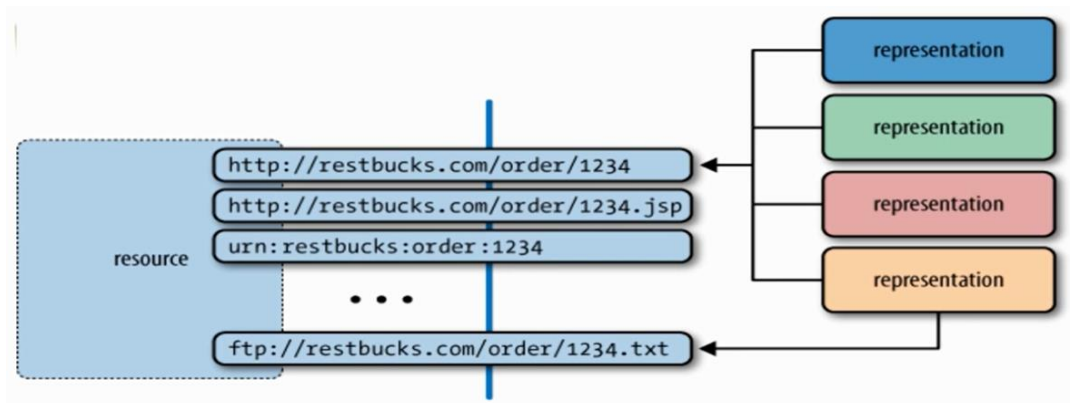 representation
representation
http://restbucks.com/order/1234
http://restbucks.com/order/1234.jsp
representation
urn:restbucks:order:1234
resource
representation
...
ftp://restbucks.com/order/1234.txt